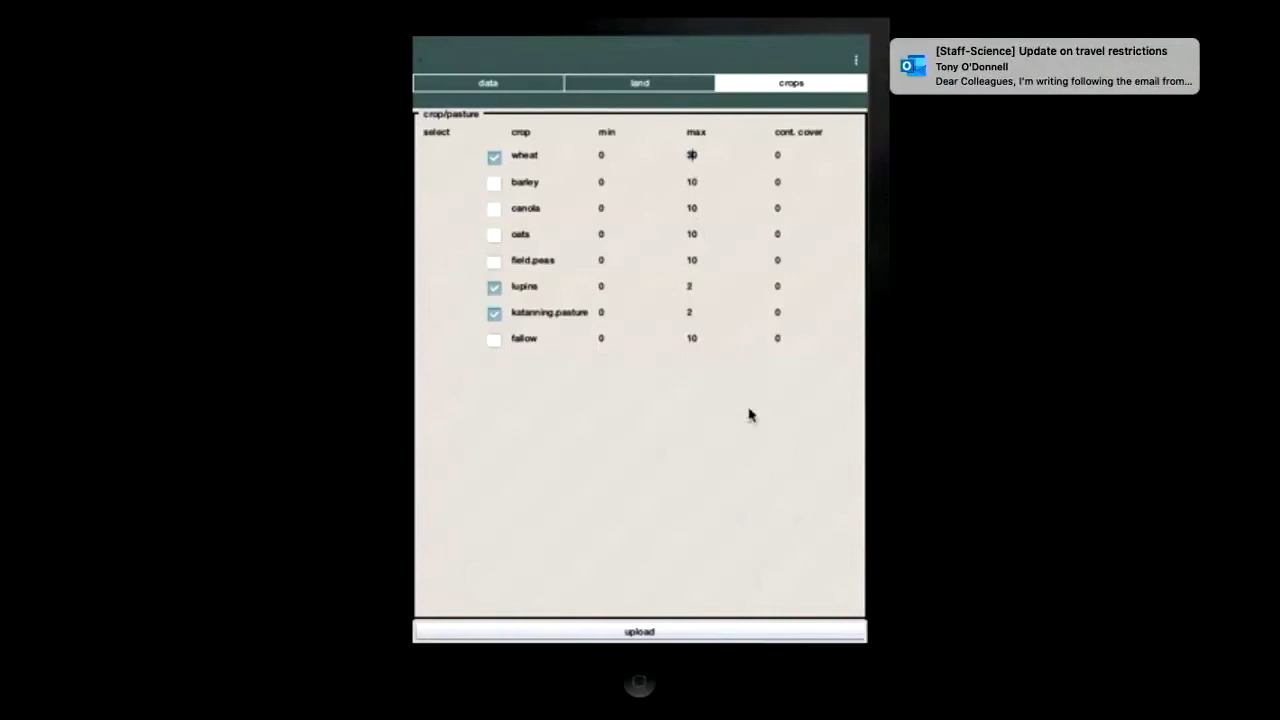 [Staff-Science] Update on travel restrictions
Tony O'Donnell
Dear Colleagues, I'm writing following the email from...
data land crops
crop/pasture
select crop min max cont. cover
wheat 0 0
barley 0 10 0
canola 0 10 0
oats 0 10 0
field.peas 0 10 0
lupins 0 2 0
katanning.pasture 0 2 0
fallow 0 10 0
upload